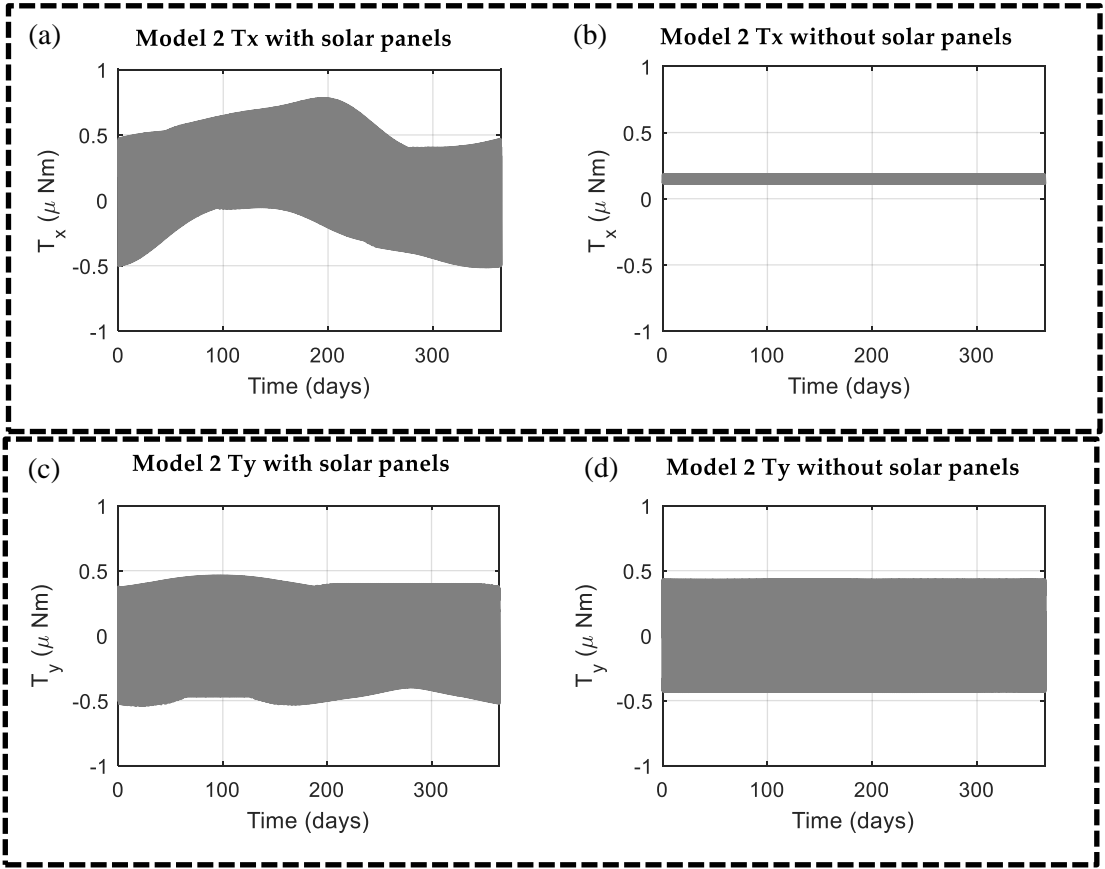 (a)
Model 2 Tx with solar panels
1
0.5
0
-0.5
-1
T_x (μ Nm)
0 100 200 300
Time (days)
(b)
Model 2 Tx without solar panels
1
0.5
0
-0.5
-1
T_x (μ Nm)
0 100 200 300
Time (days)
(c)
Model 2 Ty with solar panels
1
0.5
0
-0.5
-1
T_y (μ Nm)
0 100 200 300
Time (days)
(d)
Model 2 Ty without solar panels
1
0.5
0
-0.5
-1
T_y (μ Nm)
0 100 200 300
Time (days)